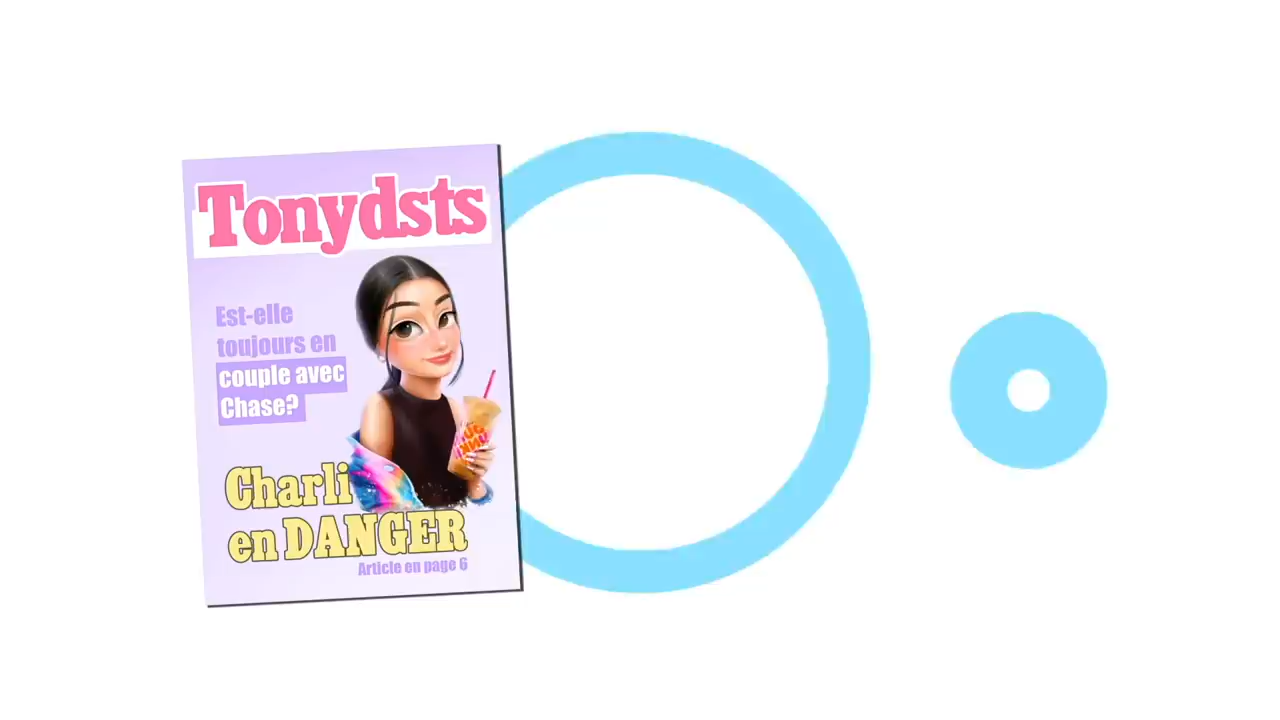 Tonydsts
Est-elle
toujours en
couple avec
Chase?
Charli
en DANGER
Article en page 6